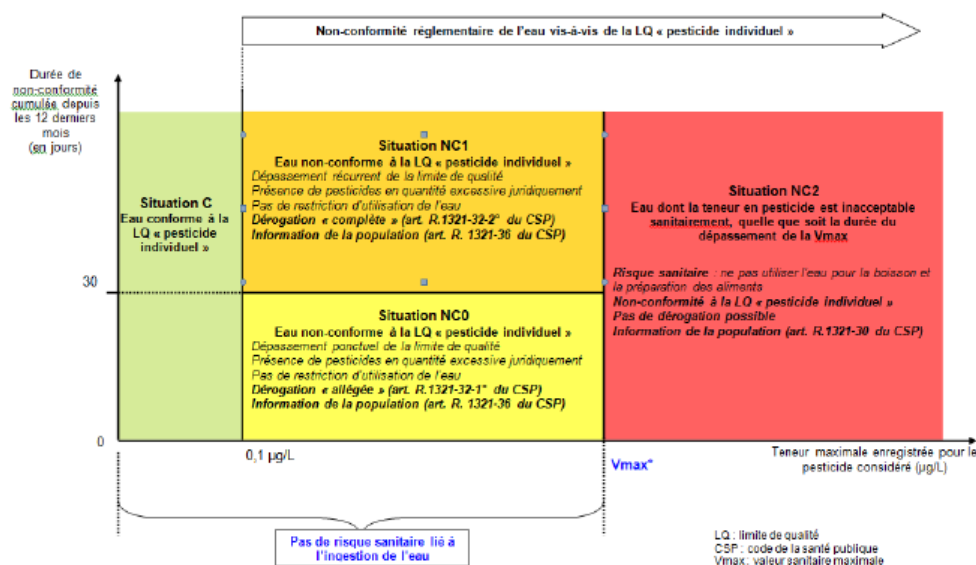 Non-conformité réglementaire de l'eau vis-à-vis de la LQ « pesticide individuel »
Durée de
non-conformité
cumulée depuis
les 12 derniers
mois
(en jours)
Situation C
Eau conforme à la
LQ « pesticide
individuel »
Situation NC1
Eau non-conforme à la LQ « pesticide individuel »
Dépassement récurrent de la limite de qualité
Présence de pesticides en quantité excessive juridiquement
Pas de restriction d'utilisation de l'eau
Dérogation « complète » (art. R.1321-32-2° du CSP)
Information de la population (art. R. 1321-36 du CSP)
Situation NC2
Eau dont la teneur en pesticide est inacceptable
sanitairement, quelle que soit la durée du
dépassement de la Vmax
Risque sanitaire : ne pas utiliser l'eau pour la boisson et
la préparation des aliments
Non-conformité à la LQ « pesticide individuel »
Pas de dérogation possible
Information de la population (art. R.1321-30 du CSP)
30
Situation NC0
Eau non-conforme à la LQ « pesticide individuel »
Dépassement ponctuel de la limite de qualité
Présence de pesticides en quantité excessive juridiquement
Pas de restriction d'utilisation de l'eau
Dérogation « allégée » (art. R.1321-32-1° du CSP)
Information de la population (art. R. 1321-36 du CSP)
0
0,1 µg/L
Vmax*
Teneur maximale enregistrée pour le
pesticide considéré (µg/L)
Pas de risque sanitaire lié à
l'ingestion de l'eau
LQ : limite de qualité
CSP : code de la santé publique
Vmax : valeur sanitaire maximale